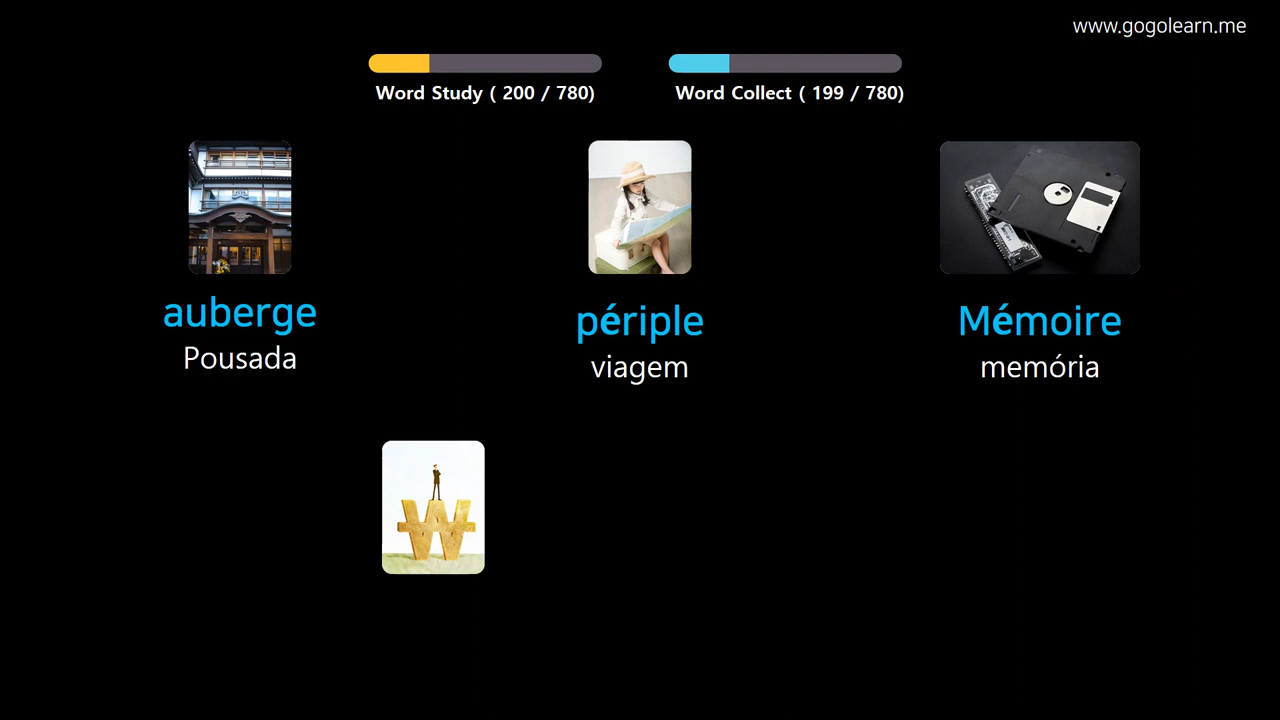 www.gogolearn.me
Word Study ( 200 / 780)
Word Collect ( 199 / 780)
auberge
Pousada
périple
viagem
Mémoire
memória